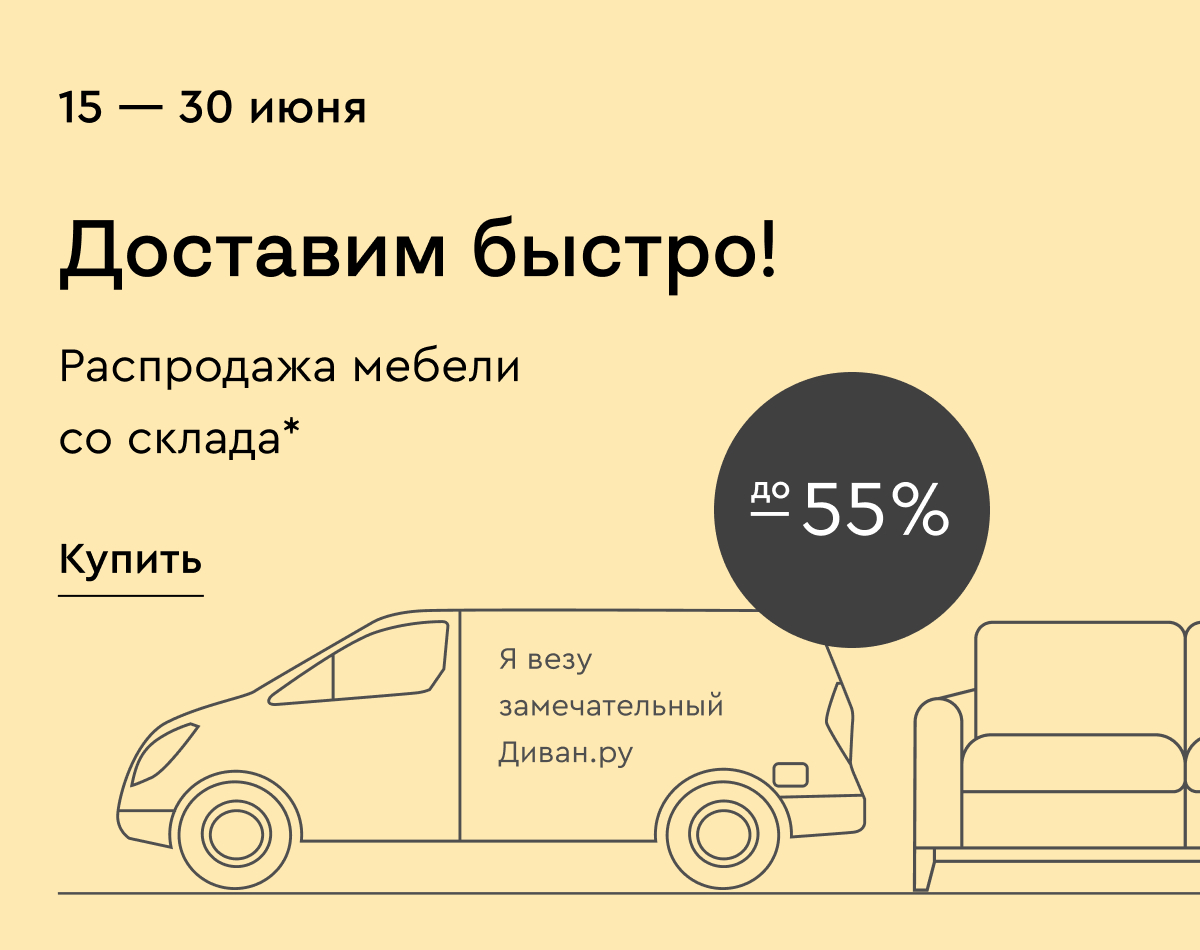 15 — 30 июня
Доставим быстро!
Распродажа мебели
со склада*
до 55%
Купить
Я везу
замечательный
Диван.ру